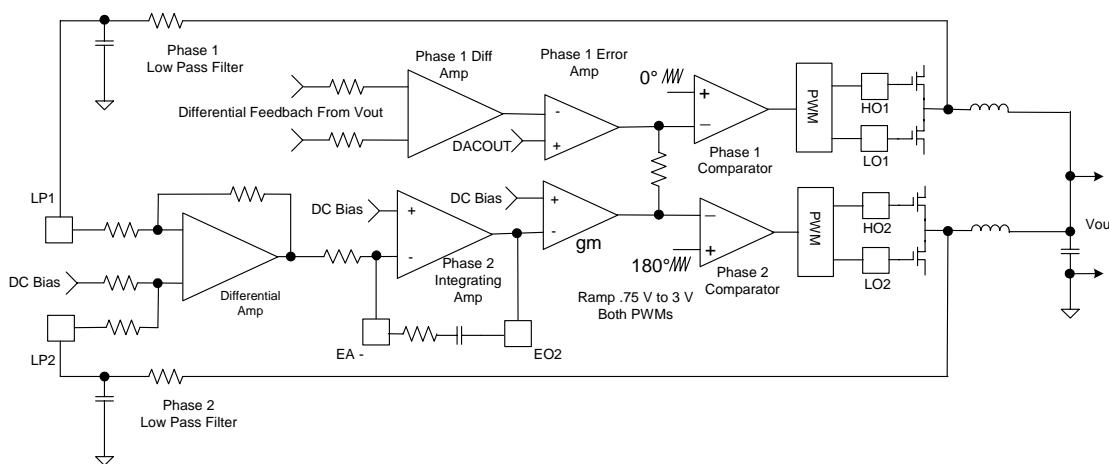 Phase 1
Low Pass Filter
Phase 1 Diff
Amp
Phase 1 Error
Amp
Differential Feedbach From Vout
DACOUT
-
+
0°
+
–
Phase 1
Comparator
PWM
HO1
LO1
LP1
DC Bias
LP2
Differential
Amp
DC Bias
+
-
Phase 2
Integrating
Amp
EA -
EO2
DC Bias
+
-
gm
180°
–
+
Phase 2
Comparator
Ramp .75 V to 3 V
Both PWMs
PWM
HO2
LO2
Vou
Phase 2
Low Pass Filter